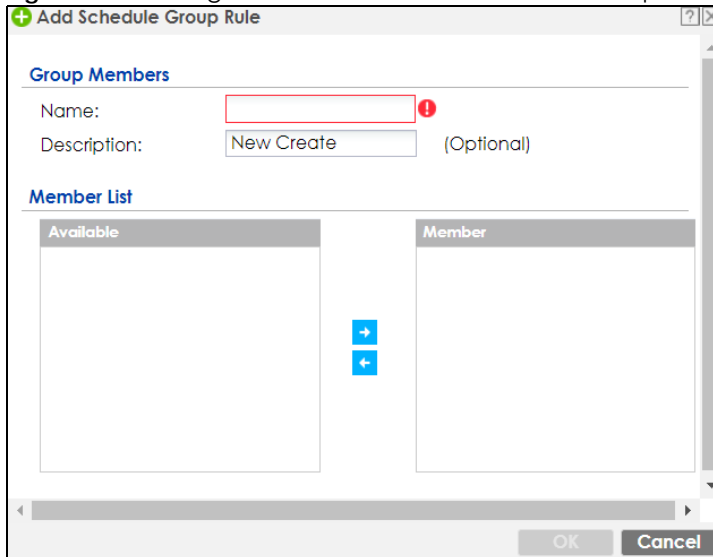 Add Schedule Group Rule
Group Members
Name:
Description: New Create (Optional)
Member List
Available Member
OK Cancel